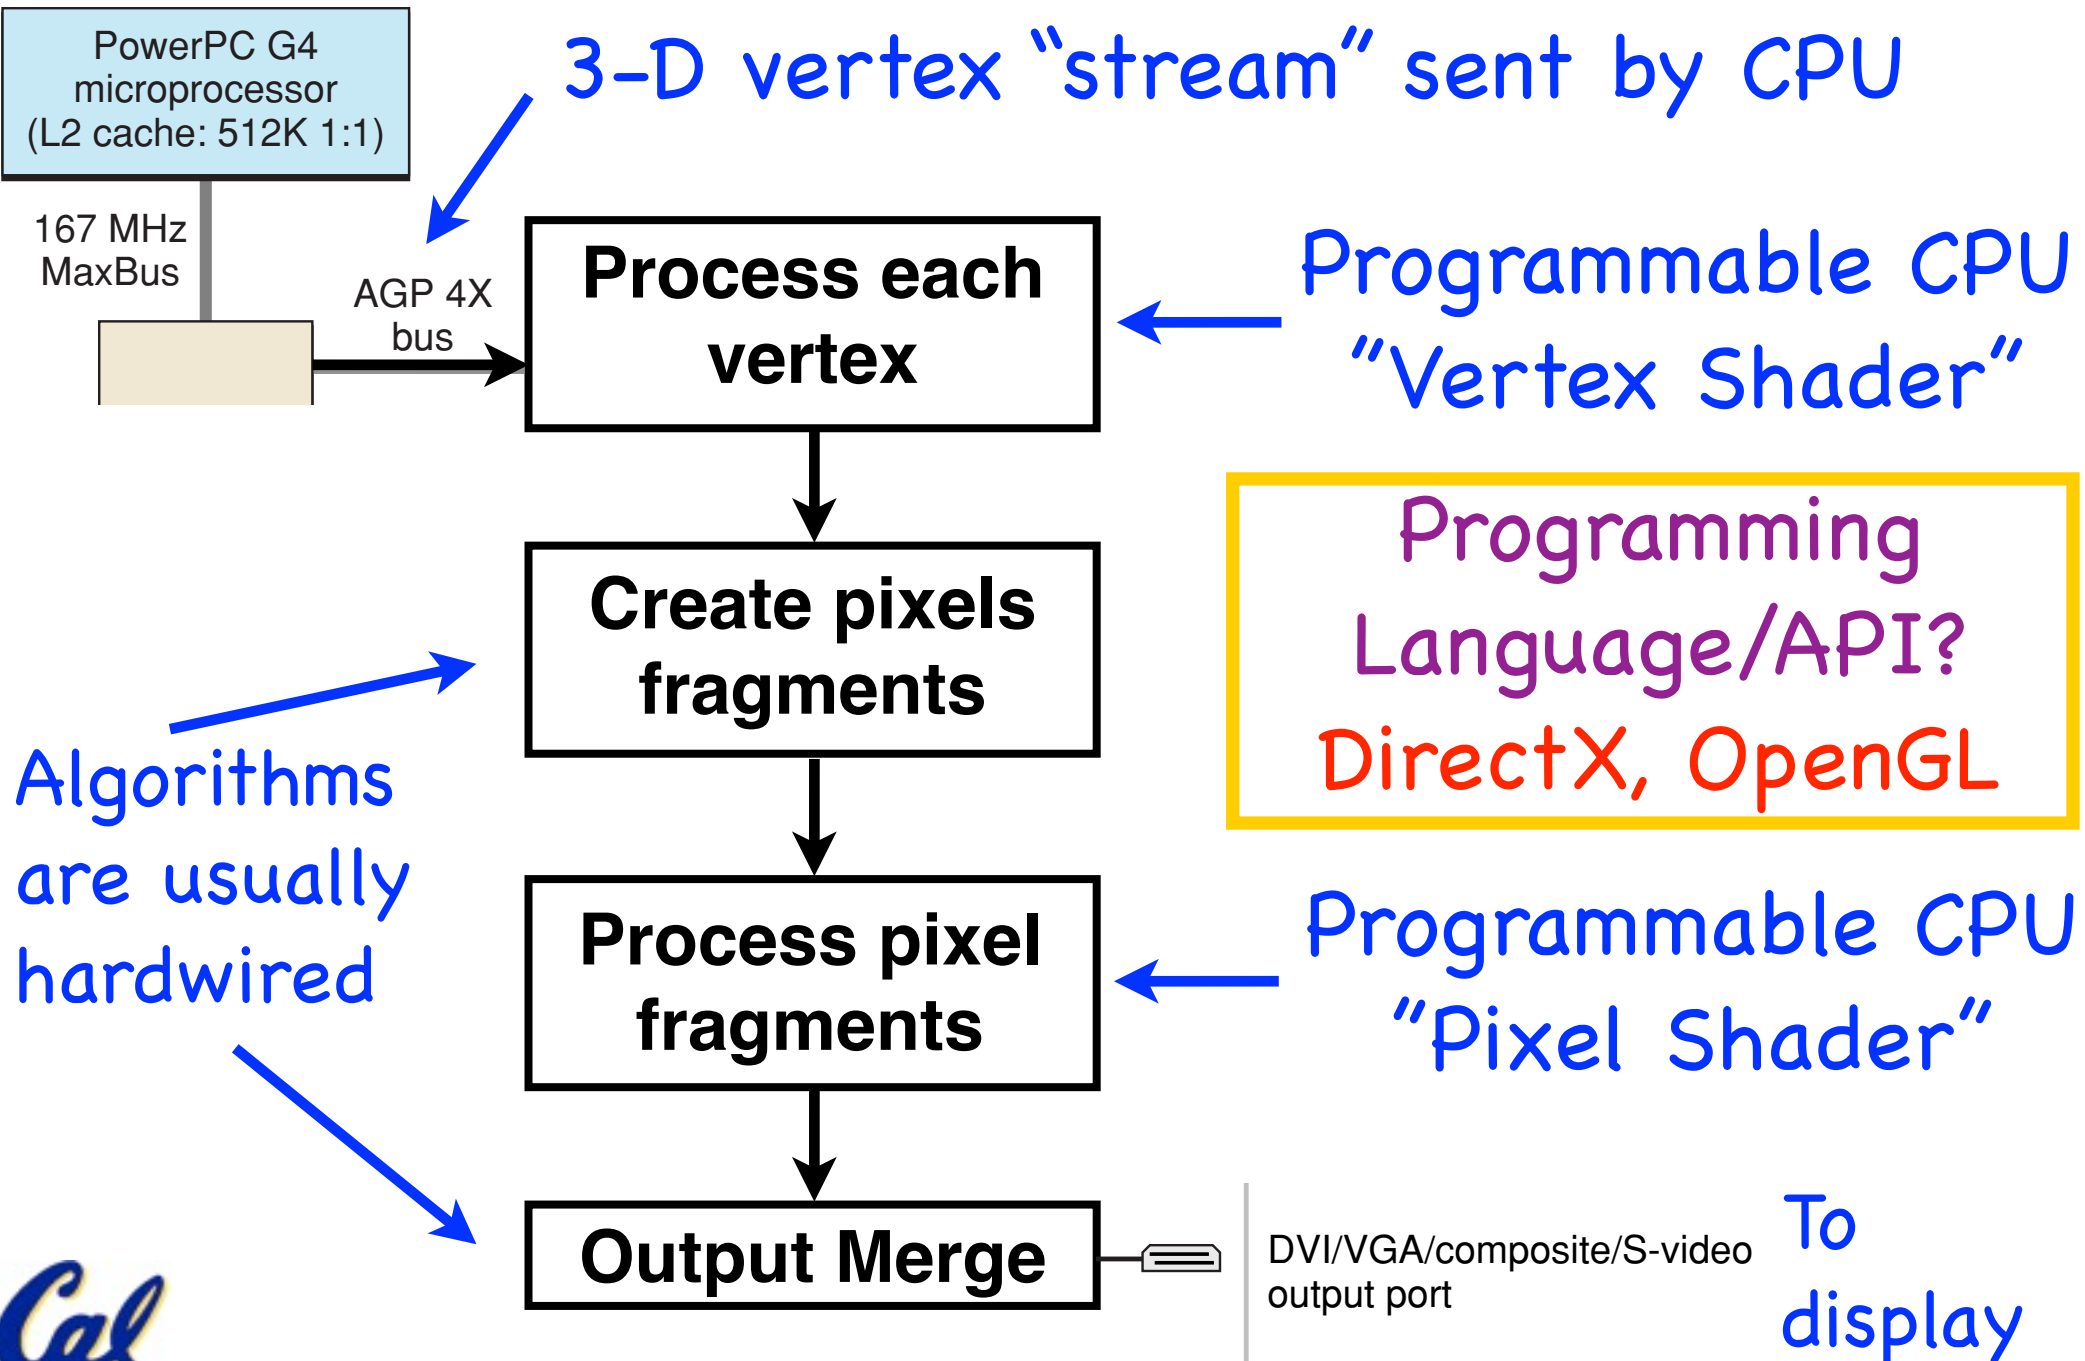 PowerPC G4
microprocessor
(L2 cache: 512K 1:1)
3-D vertex “stream” sent by CPU
167 MHz
MaxBus
AGP 4X
bus
Process each
vertex
Programmable CPU
"Vertex Shader"
Create pixels
fragments
Programming
Language/API?
DirectX, OpenGL
Algorithms
are usually
hardwired
Process pixel
fragments
Programmable CPU
"Pixel Shader"
Output Merge
DVI/VGA/composite/S-video
output port
To
display
Cal